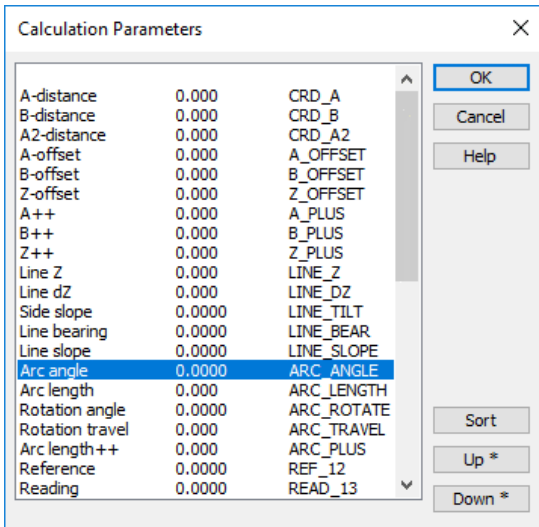 Calculation Parameters
A-distance 0.000 CRD_A
B-distance 0.000 CRD_B
A2-distance 0.000 CRD_A2
A-offset 0.000 A_OFFSET
B-offset 0.000 B_OFFSET
Z-offset 0.000 Z_OFFSET
A++ 0.000 A_PLUS
B++ 0.000 B_PLUS
Z++ 0.000 Z_PLUS
Line Z 0.000 LINE_Z
Line dZ 0.000 LINE_DZ
Side slope 0.0000 LINE_TILT
Line bearing 0.0000 LINE_BEAR
Line slope 0.0000 LINE_SLOPE
Arc angle 0.0000 ARC_ANGLE
Arc length 0.000 ARC_LENGTH
Rotation angle 0.0000 ARC_ROTATE
Rotation travel 0.000 ARC_TRAVEL
Arc length++ 0.000 ARC_PLUS
Reference 0.0000 REF_12
Reading 0.0000 READ_13
OK
Cancel
Help
Sort
Up *
Down *